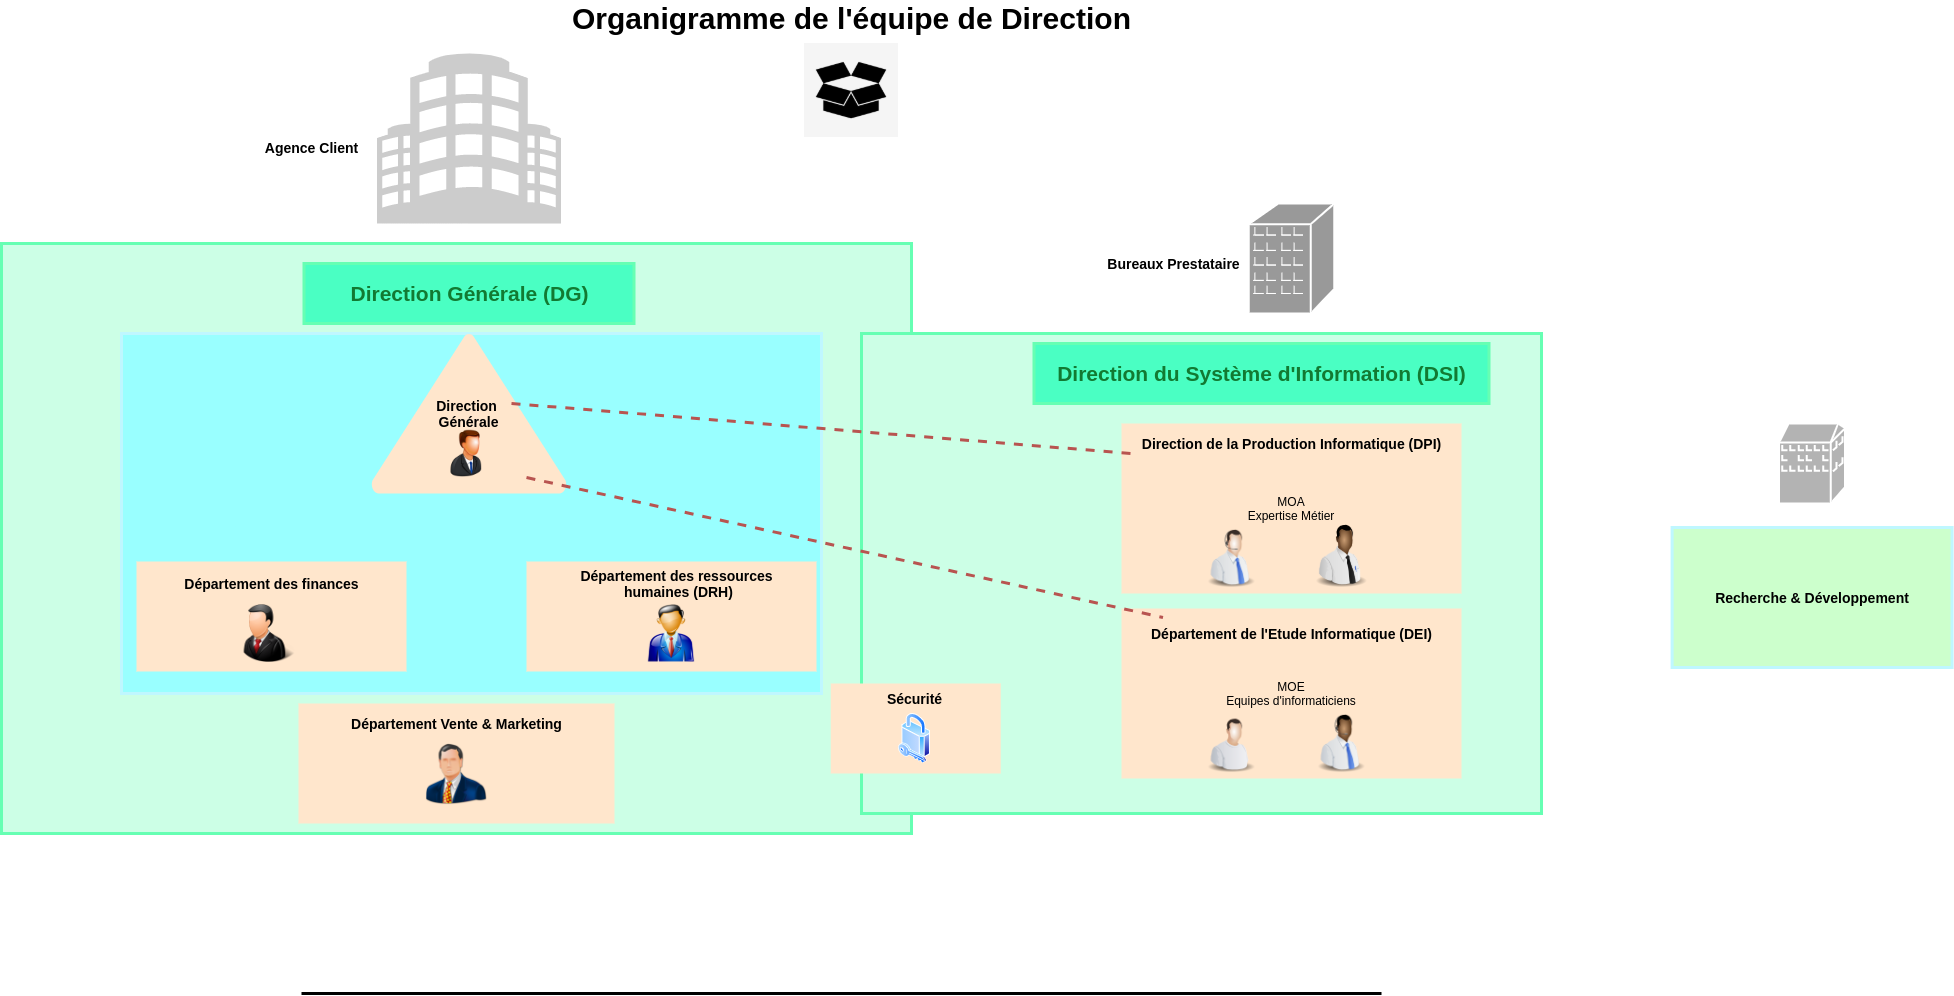 Organigramme de l'équipe de Direction
Agence Client
Bureaux Prestataire
Direction Générale (DG)
Direction du Système d'Information (DSI)
Direction
Générale
Direction de la Production Informatique (DPI)
MOA
Expertise Métier
Département des finances
Département des ressources
humaines (DRH)
Recherche & Développement
Département de l'Etude Informatique (DEI)
MOE
Equipes d'informaticiens
Sécurité
Département Vente & Marketing